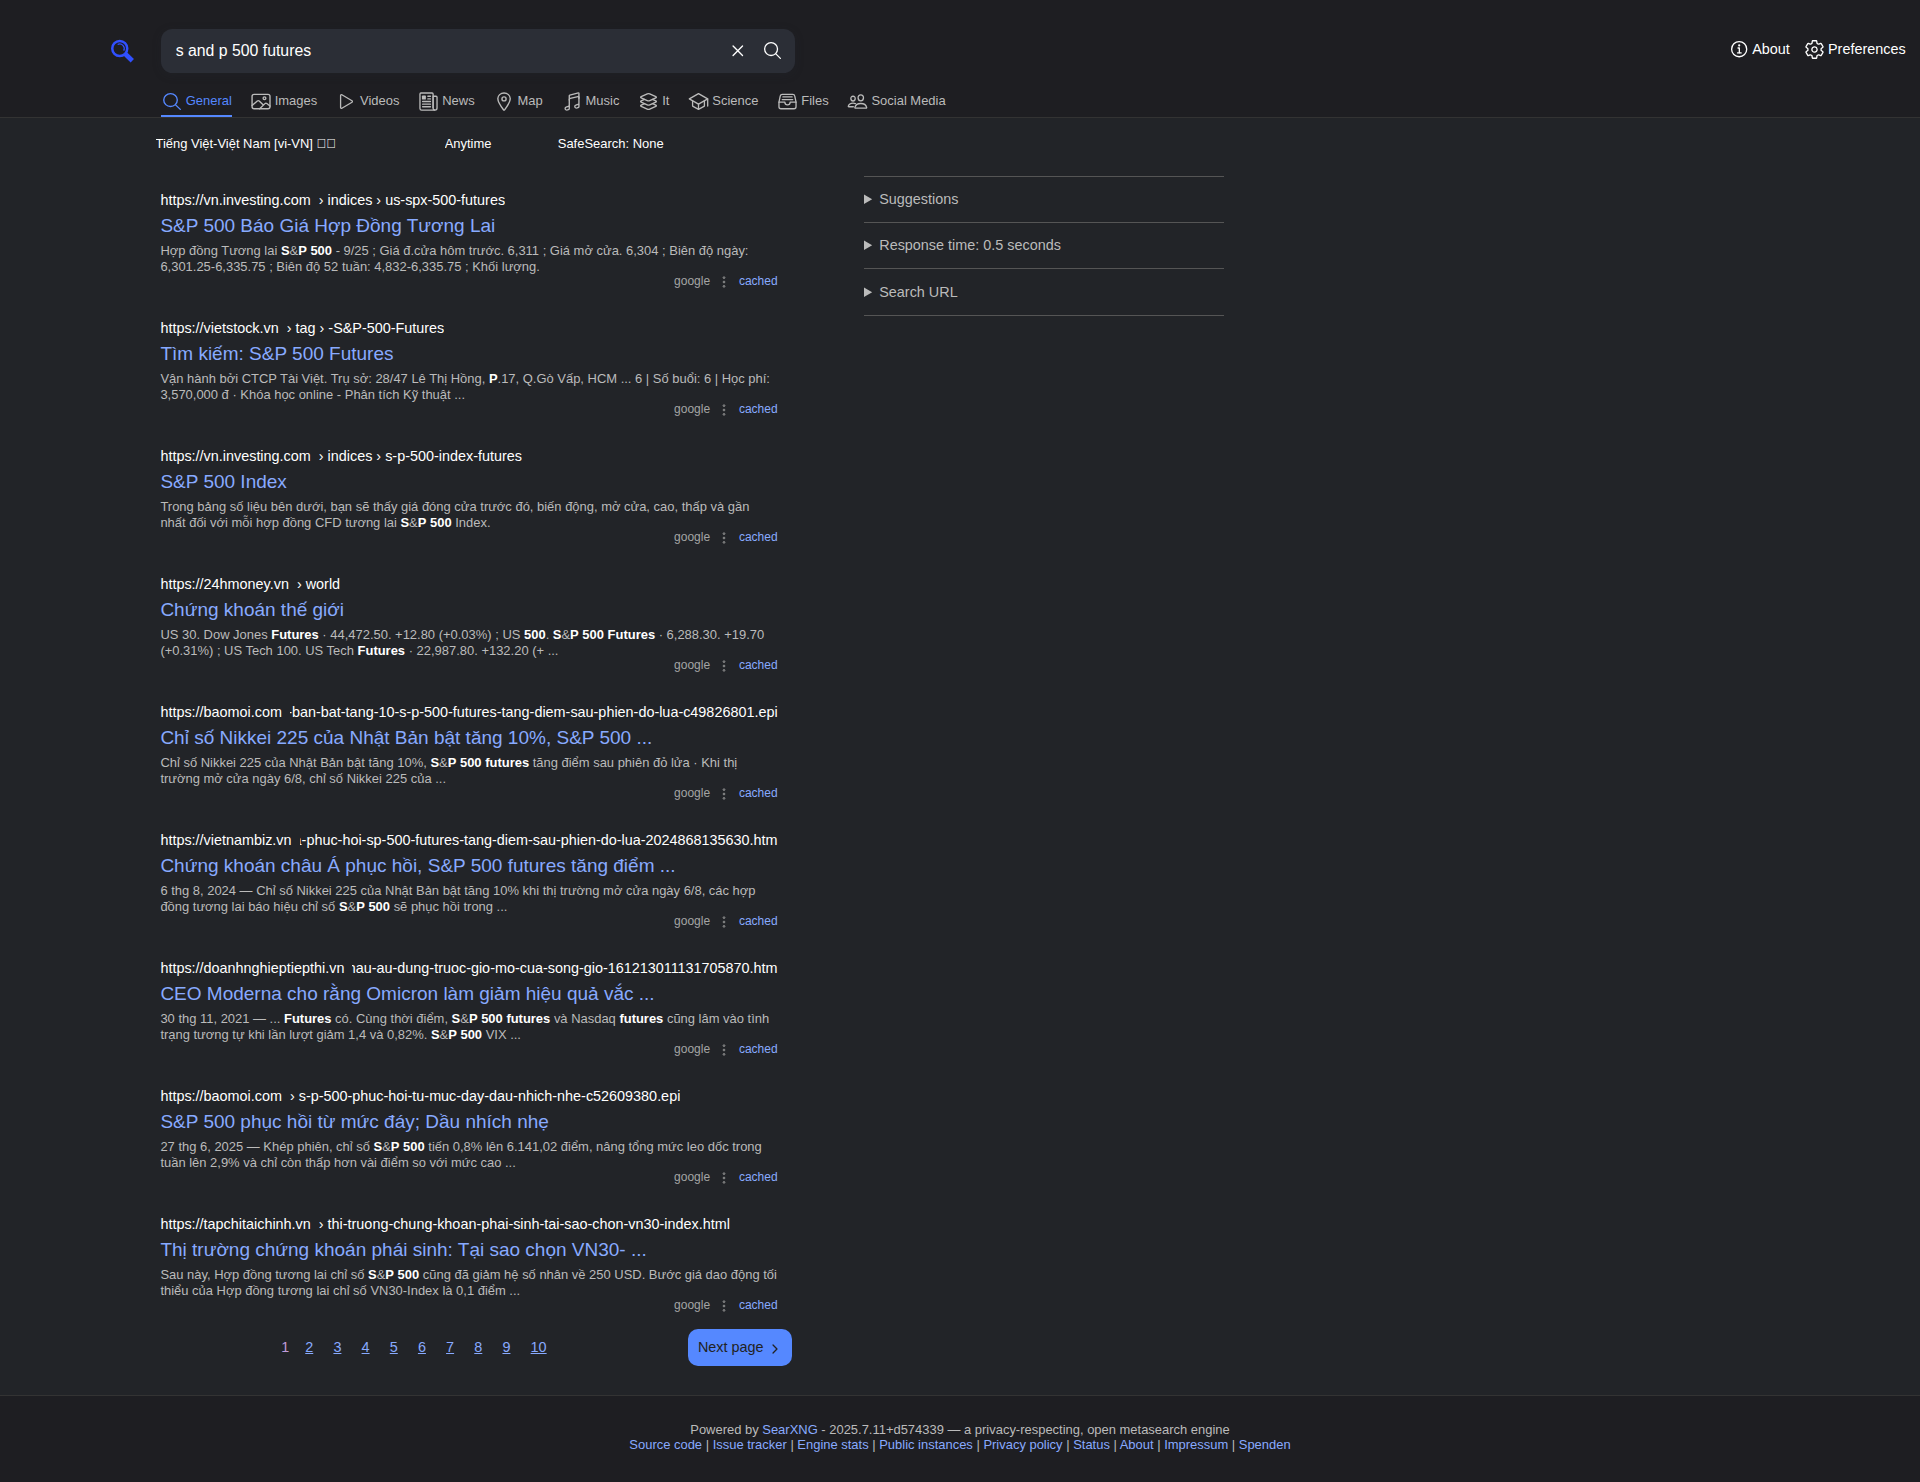 s and p 500 futures
About
Preferences
General
Images
Videos
News
Map
Music
It
Science
Files
Social Media
Tiếng Việt-Việt Nam [vi-VN]
Anytime
SafeSearch: None
https://vn.investing.com › indices › us-spx-500-futures
S&P 500 Báo Giá Hợp Đồng Tương Lai
Hợp đồng Tương lai S&P 500 - 9/25 ; Giá đ.cửa hôm trước. 6,311 ; Giá mở cửa. 6,304 ; Biên độ ngày:
6,301.25-6,335.75 ; Biên độ 52 tuần: 4,832-6,335.75 ; Khối lượng.
google
cached
https://vietstock.vn › tag › -S&P-500-Futures
Tìm kiếm: S&P 500 Futures
Vận hành bởi CTCP Tài Việt. Trụ sở: 28/47 Lê Thị Hồng, P.17, Q.Gò Vấp, HCM ... 6 | Số buổi: 6 | Học phí:
3,570,000 đ · Khóa học online - Phân tích Kỹ thuật ...
google
cached
https://vn.investing.com › indices › s-p-500-index-futures
S&P 500 Index
Trong bảng số liệu bên dưới, bạn sẽ thấy giá đóng cửa trước đó, biến động, mở cửa, cao, thấp và gần
nhất đối với mỗi hợp đồng CFD tương lai S&P 500 Index.
google
cached
https://24hmoney.vn › world
Chứng khoán thế giới
US 30. Dow Jones Futures · 44,472.50. +12.80 (+0.03%) ; US 500. S&P 500 Futures · 6,288.30. +19.70
(+0.31%) ; US Tech 100. US Tech Futures · 22,987.80. +132.20 (+ ...
google
cached
https://baomoi.com -ban-bat-tang-10-s-p-500-futures-tang-diem-sau-phien-do-lua-c49826801.epi
Chỉ số Nikkei 225 của Nhật Bản bật tăng 10%, S&P 500 ...
Chỉ số Nikkei 225 của Nhật Bản bật tăng 10%, S&P 500 futures tăng điểm sau phiên đỏ lửa · Khi thị
trường mở cửa ngày 6/8, chỉ số Nikkei 225 của ...
google
cached
https://vietnambiz.vn -phuc-hoi-sp-500-futures-tang-diem-sau-phien-do-lua-2024868135630.htm
Chứng khoán châu Á phục hồi, S&P 500 futures tăng điểm ...
6 thg 8, 2024 — Chỉ số Nikkei 225 của Nhật Bản bật tăng 10% khi thị trường mở cửa ngày 6/8, các hợp
đồng tương lai báo hiệu chỉ số S&P 500 sẽ phục hồi trong ...
google
cached
https://doanhnghieptiepthi.vn au-au-dung-truoc-gio-mo-cua-song-gio-161213011131705870.htm
CEO Moderna cho rằng Omicron làm giảm hiệu quả vắc ...
30 thg 11, 2021 — ... Futures có. Cùng thời điểm, S&P 500 futures và Nasdaq futures cũng lâm vào tình
trạng tương tự khi lần lượt giảm 1,4 và 0,82%. S&P 500 VIX ...
google
cached
https://baomoi.com › s-p-500-phuc-hoi-tu-muc-day-dau-nhich-nhe-c52609380.epi
S&P 500 phục hồi từ mức đáy; Dầu nhích nhẹ
27 thg 6, 2025 — Khép phiên, chỉ số S&P 500 tiến 0,8% lên 6.141,02 điểm, nâng tổng mức leo dốc trong
tuần lên 2,9% và chỉ còn thấp hơn vài điểm so với mức cao ...
google
cached
https://tapchitaichinh.vn › thi-truong-chung-khoan-phai-sinh-tai-sao-chon-vn30-index.html
Thị trường chứng khoán phái sinh: Tại sao chọn VN30- ...
Sau này, Hợp đồng tương lai chỉ số S&P 500 cũng đã giảm hệ số nhân về 250 USD. Bước giá dao động tối
thiểu của Hợp đồng tương lai chỉ số VN30-Index là 0,1 điểm ...
google
cached
1 2 3 4 5 6 7 8 9 10
Next page
Suggestions
Response time: 0.5 seconds
Search URL
Powered by SearXNG - 2025.7.11+d574339 — a privacy-respecting, open metasearch engine
Source code | Issue tracker | Engine stats | Public instances | Privacy policy | Status | About | Impressum | Spenden